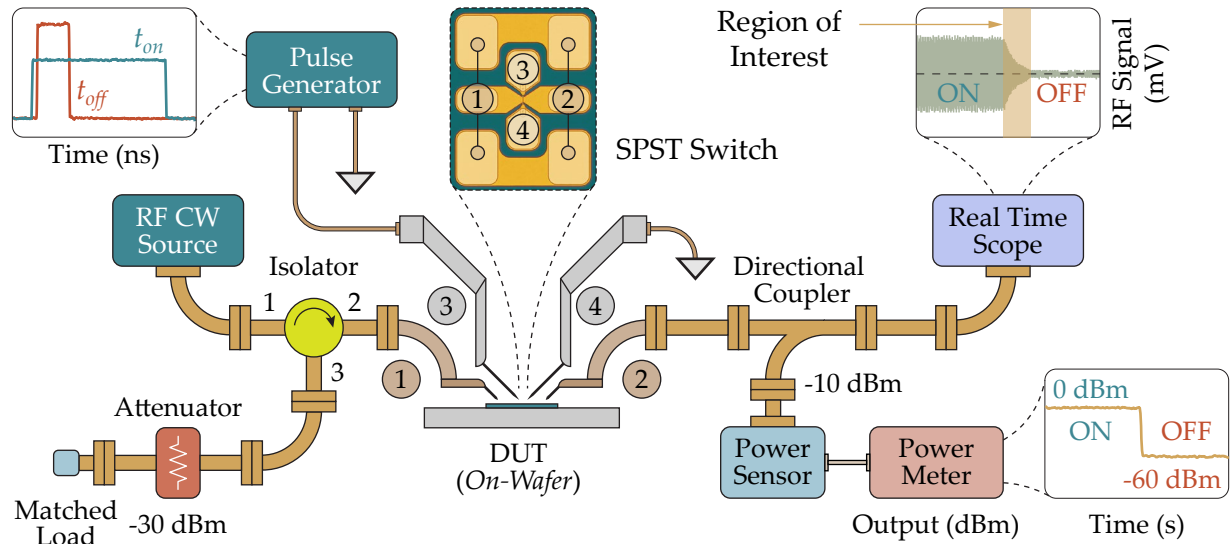 t_on
t_off
Time (ns)
Pulse
Generator
3
1
2
4
SPST Switch
Region of
Interest
ON
OFF
RF Signal
(mV)
RF CW
Source
Isolator
1
2
3
3
4
1
2
Directional
Coupler
Real Time
Scope
Attenuator
-30 dBm
Matched
Load
DUT
(On-Wafer)
-10 dBm
Power
Sensor
Power
Meter
Output (dBm)
0 dBm
ON
OFF
-60 dBm
Time (s)